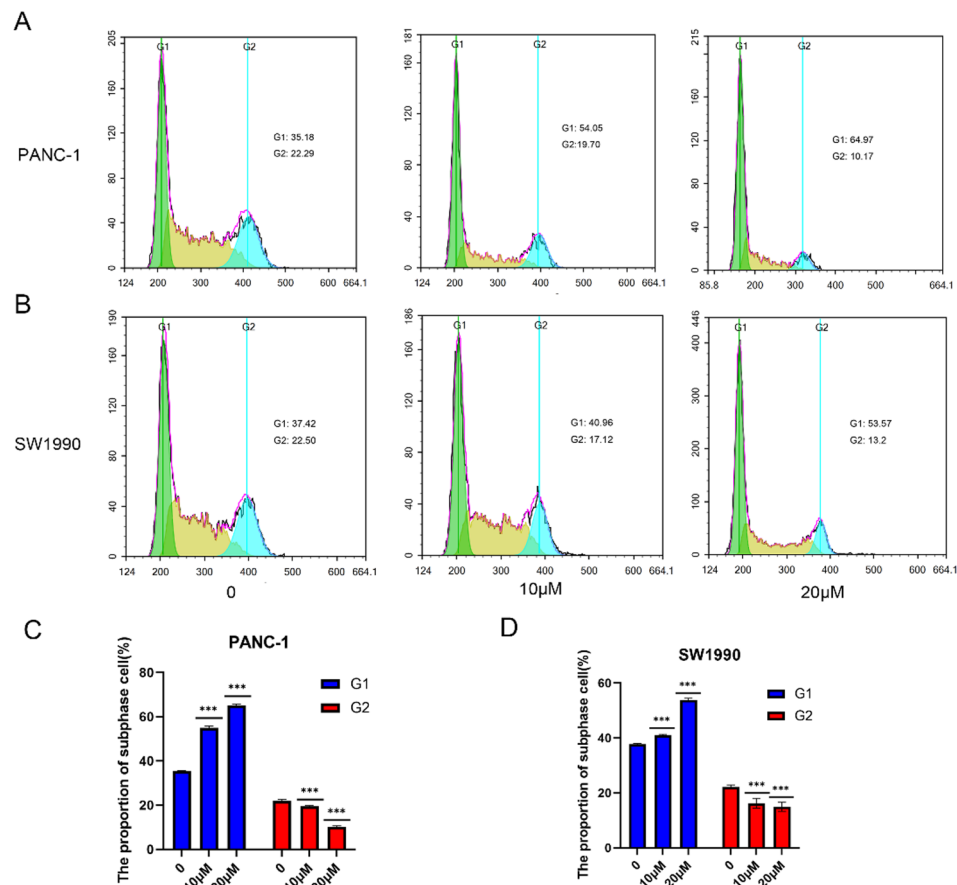 A
PANC-1
205
160
120
80
40
0
G1
G2
G1: 35.18
G2: 22.29
124
200
300
400
500
600
664.1
181
160
120
80
40
0
G1
G2
G1: 54.05
G2:19.70
124
200
300
400
500
600
664.1
215
160
120
80
40
0
G1
G2
G1: 64.97
G2: 10.17
85.8
200
300
400
500
664.1
B
SW1990
190
160
120
80
40
0
G1
G2
G1: 37.42
G2: 22.50
124
200
300
400
500
600
664.1
0
186
160
120
80
40
0
G1
G2
G1: 40.96
G2: 17.12
124
200
300
400
500
600
664.1
10μM
446
400
300
200
100
0
G1
G2
G1: 53.57
G2: 13.2
124
200
300
400
500
600
664.1
20μM
C
PANC-1
The proportion of subphase cell(%)
80
60
40
20
0
***
***
***
***
G1
G2
0
10μM
20μM
0
10μM
20μM
D
SW1990
The proportion of subphase cell(%)
60
40
20
0
***
***
***
***
G1
G2
0
10μM
20μM
0
10μM
20μM